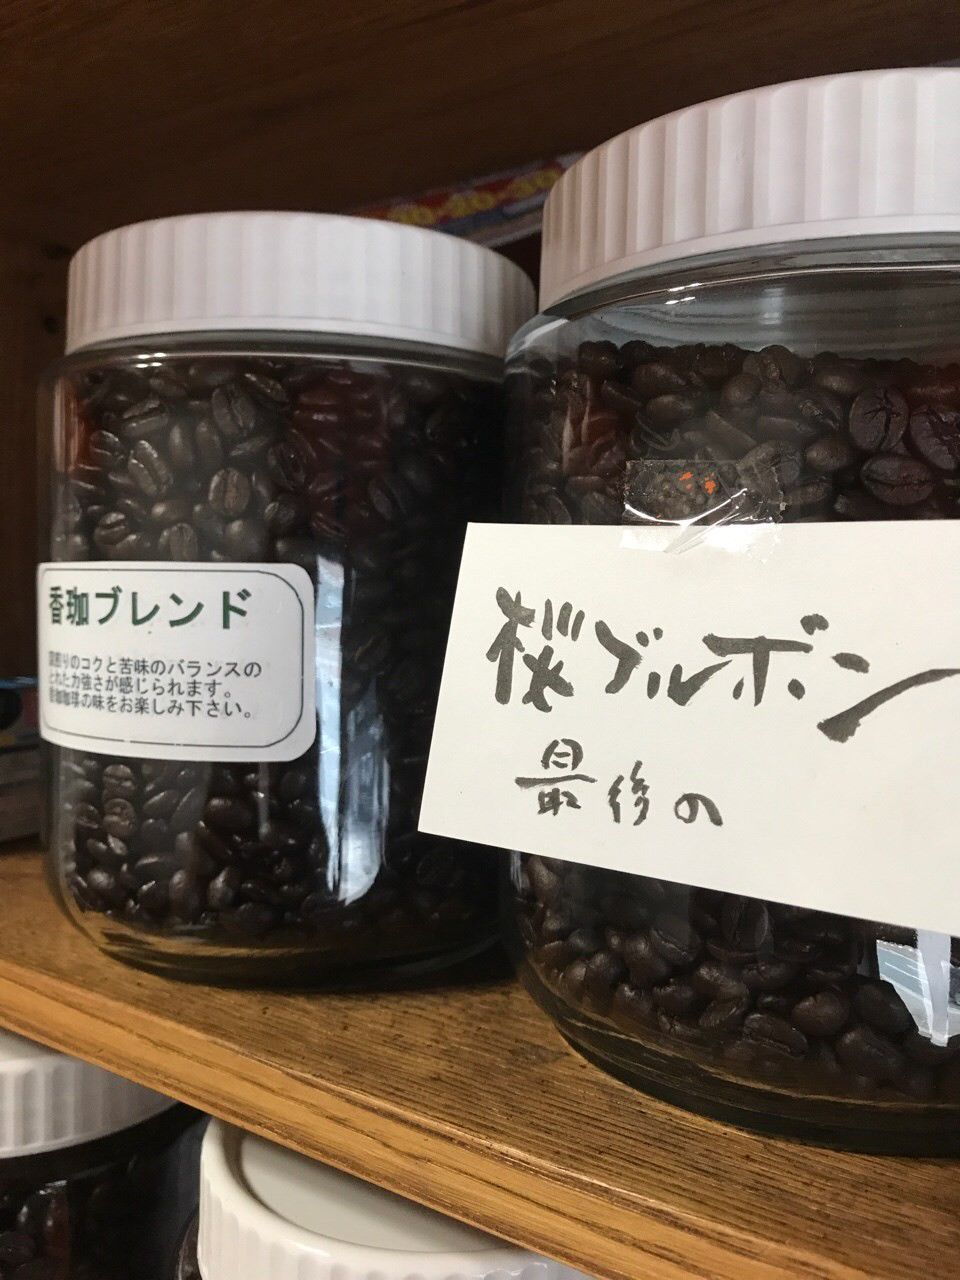 香珈ブレンド
深煎りのコクと苦味のバランスの
とれた力強さが感じられます。
香珈珈琲の味をお楽しみ下さい。
桜ブルボン
最後の